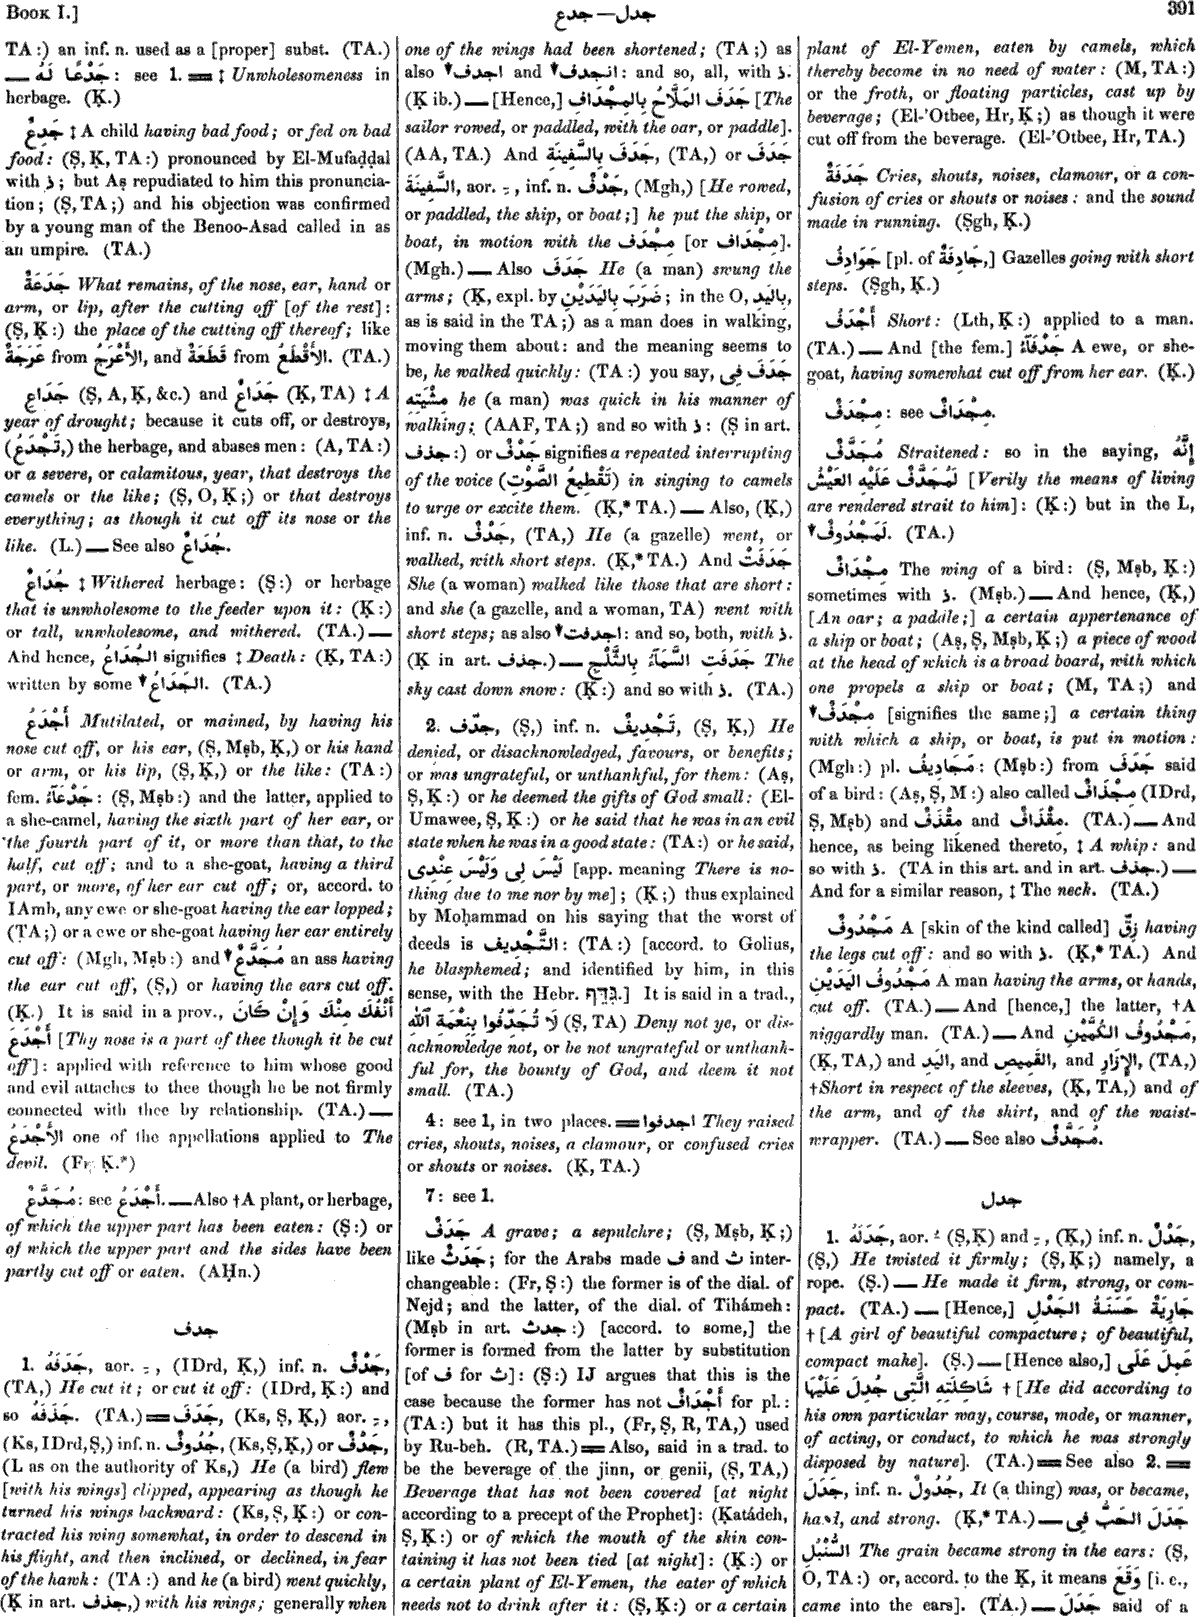 BOOK I.]
جدع — جدل
391
TA :) an inf. n. used as a [proper] subst. (TA.)
— جَدْعًا لَهُ: see 1. = ‡ Unwholesomeness in
herbage. (Ḳ.)
جَدِعٌ ‡ A child having bad food; or fed on bad
food: (Ṣ, Ḳ, TA :) pronounced by El-Mufaḍḍal
with ذ; but Aṣ repudiated to him this pronuncia-
tion; (Ṣ, TA;) and his objection was confirmed
by a young man of the Benoo-Asad called in as
an umpire. (TA.)
جَدَعَةٌ What remains, of the nose, ear, hand or
arm, or lip, after the cutting off [of the rest]:
(Ṣ, Ḳ:) the place of the cutting off thereof; like
عَرَجَةٌ from الأَعْرَجُ, and قَطَعَةٌ from الأَقْطَعُ. (TA.)
جَدَاعِ (Ṣ, A, Ḳ, &c.) and جَدَاعٌ (Ḳ, TA) ‡ A
year of drought; because it cuts off, or destroys,
(تَجْدَعُ,) the herbage, and abases men: (A, TA :)
or a severe, or calamitous, year, that destroys the
camels or the like; (Ṣ, O, Ḳ;) or that destroys
everything; as though it cut off its nose or the
like. (L.) — See also جُدَاعٌ.
جُدَاعٌ ‡ Withered herbage: (Ṣ:) or herbage
that is unwholesome to the feeder upon it: (Ḳ:)
or tall, unwholesome, and withered. (TA.) —
And hence, الجُدَاعُ signifies ‡ Death: (Ḳ, TA:)
written by some ▾ الجَدَاعُ. (TA.)
أَجْدَعُ Mutilated, or maimed, by having his
nose cut off, or his ear, (Ṣ, Mṣb, Ḳ,) or his hand
or arm, or his lip, (Ṣ, Ḳ,) or the like: (TA :)
fem. جَدْعَآءُ: (Ṣ, Mṣb:) and the latter, applied to
a she-camel, having the sixth part of her ear, or
the fourth part of it, or more than that, to the
half, cut off; and to a she-goat, having a third
part, or more, of her ear cut off; or, accord. to
IAmb, any ewe or she-goat having the ear lopped;
(TA;) or a ewe or she-goat having her ear entirely
cut off: (Mgh, Mṣb:) and ▾ مُجَدَّعٌ an ass having
the ear cut off, (Ṣ,) or having the ears cut off.
(Ḳ.) It is said in a prov., أَنْفُكَ مِنْكَ وَإِنْ كَانَ
أَجْدَعَ [Thy nose is a part of thee though it be cut
off]: applied with reference to him whose good
and evil attaches to thee though he be not firmly
connected with thee by relationship. (TA.) —
الأَجْدَعُ one of the appellations applied to The
devil. (Fr, Ḳ.*)
مُجَدَّعٌ: see أَجْدَعُ. — Also † A plant, or herbage,
of which the upper part has been eaten: (Ṣ:) or
of which the upper part and the sides have been
partly cut off or eaten. (AḤn.)
جدف
1. جَدَفَهُ, aor. ـِ, (IDrd, Ḳ,) inf. n. جَدْفٌ,
(TA,) He cut it; or cut it off: (IDrd, Ḳ:) and
so جَذَفَهُ. (TA.) = جَدَفَ, (Ks, Ṣ, Ḳ,) aor. ـِ,
(Ks, IDrd, Ṣ,) inf. n. جُدُوفٌ, (Ks, Ṣ, Ḳ,) or جَدْفٌ,
(L as on the authority of Ks,) He (a bird) flew
[with his wings] clipped, appearing as though he
turned his wings backward: (Ks, Ṣ, Ḳ:) or con-
tracted his wing somewhat, in order to descend in
his flight, and then inclined, or declined, in fear
of the hawk: (TA :) and he (a bird) went quickly,
(Ḳ in art. جذف,) with his wings; generally when
one of the wings had been shortened; (TA;) as
also ▾ اجدف and ▾ انجدف: and so, all, with ذ.
(Ḳ ib.) — [Hence,] جَدَفَ المَلَّاحُ بِالمِجْدَافِ [The
sailor rowed, or paddled, with the oar, or paddle].
(AA, TA.) And جَدَفَ بِالسَّفِينَةِ, (TA,) or جَدَفَ
السَّفِينَةَ, aor. ـِ, inf. n. جَدْفٌ, (Mgh,) [He rowed,
or paddled, the ship, or boat;] he put the ship, or
boat, in motion with the مِجْدَف [or مِجْدَاف].
(Mgh.) — Also جَدَفَ He (a man) swung the
arms; (Ḳ, expl. by ضَرَبَ بِاليَدَيْنِ; in the O, بِاليَدِ,
as is said in the TA;) as a man does in walking,
moving them about: and the meaning seems to
be, he walked quickly: (TA :) you say, جَدَفَ فِى
مِشْيَتِهِ he (a man) was quick in his manner of
walking; (AAF, TA;) and so with ذ: (Ṣ in art.
جذف:) or جَدْفٌ signifies a repeated interrupting
of the voice (تَقْطِيعُ الصَّوْتِ) in singing to camels
to urge or excite them. (Ḳ,* TA.) — Also, (Ḳ,)
inf. n. جَدْفٌ, (TA,) He (a gazelle) went, or
walked, with short steps. (Ḳ,* TA.) And جَدَفَتْ
She (a woman) walked like those that are short:
and she (a gazelle, and a woman, TA) went with
short steps; as also ▾ اجدفت: and so, both, with ذ.
(Ḳ in art. جذف.) — جَدَفَتِ السَّمَآءُ بِالثَّلْجِ The
sky cast down snow: (Ḳ:) and so with ذ. (TA.)
2. جدّف, (Ṣ,) inf. n. تَجْدِيفٌ, (Ṣ, Ḳ,) He
denied, or disacknowledged, favours, or benefits;
or was ungrateful, or unthankful, for them: (Aṣ,
Ṣ, Ḳ:) or he deemed the gifts of God small: (El-
Umawee, Ṣ, Ḳ:) or he said that he was in an evil
state when he was in a good state: (TA:) or he said,
لَيْسَ لِى وَلَيْسَ عِنْدِى [app. meaning There is no-
thing due to me nor by me]; (Ḳ;) thus explained
by Moḥammad on his saying that the worst of
deeds is التَّجْدِيف: (TA:) [accord. to Golius,
he blasphemed; and identified by him, in this
sense, with the Hebr. גִּדֵּף.] It is said in a trad.,
لَا تُجَدِّفُوا بِنِعْمَةِ ٱللّٰهِ (Ṣ, TA) Deny not ye, or dis-
acknowledge not, or be not ungrateful or unthank-
ful for, the bounty of God, and deem it not
small. (TA.)
4: see 1, in two places. = اجدفوا They raised
cries, shouts, noises, a clamour, or confused cries
or shouts or noises. (Ḳ, TA.)
7: see 1.
جَدَفٌ A grave; a sepulchre; (Ṣ, Mṣb, Ḳ;)
like جَدَثٌ; for the Arabs made ف and ث inter-
changeable: (Fr, Ṣ:) the former is of the dial. of
Nejd; and the latter, of the dial. of Tihámeh:
(Mṣb in art. جدث:) [accord. to some,] the
former is formed from the latter by substitution
[of ف for ث]: (Ṣ:) IJ argues that this is the
case because the former has not أَجْدَافٌ for pl.:
(TA:) but it has this pl., (Fr, Ṣ, R, TA,) used
by Ru-beh. (R, TA.) = Also, said in a trad. to
be the beverage of the jinn, or genii, (Ṣ, TA,)
Beverage that has not been covered [at night
according to a precept of the Prophet]: (Ḳatádeh,
Ṣ, Ḳ:) or of which the mouth of the skin con-
taining it has not been tied [at night]: (Ḳ:) or
a certain plant of El-Yemen, the eater of which
needs not to drink after it: (Ṣ, Ḳ:) or a certain
plant of El-Yemen, eaten by camels, which
thereby become in no need of water: (M, TA:)
or the froth, or floating particles, cast up by
beverage; (El-'Otbee, Hr, Ḳ;) as though it were
cut off from the beverage. (El-'Otbee, Hr, TA.)
جَدَفَةٌ Cries, shouts, noises, clamour, or a con-
fusion of cries or shouts or noises: and the sound
made in running. (Ṣgh, Ḳ.)
جَوَادِفُ [pl. of جَادِفَةٌ,] Gazelles going with short
steps. (Ṣgh, Ḳ.)
أَجْدَفُ Short: (Lth, Ḳ:) applied to a man.
(TA.) — And [the fem.] جَدْفَآءُ A ewe, or she-
goat, having somewhat cut off from her ear. (Ḳ.)
مِجْدَفٌ: see مِجْدَافٌ.
مُجَدَّفٌ Straitened: so in the saying, إِنَّهُ
لَمُجَدَّفٌ عَلَيْهِ العَيْشُ [Verily the means of living
are rendered strait to him]: (Ḳ:) but in the L,
▾ لَمَجْدُوفٌ. (TA.)
مِجْدَافٌ The wing of a bird: (Ṣ, Mṣb, Ḳ:)
sometimes with ذ. (Mṣb.) — And hence, (Ḳ,)
[An oar; a paddle;] a certain appertenance of
a ship or boat; (Aṣ, Ṣ, Mṣb, Ḳ;) a piece of wood
at the head of which is a broad board, with which
one propels a ship or boat; (M, TA;) and
▾ مِجْدَفٌ [signifies the same;] a certain thing
with which a ship, or boat, is put in motion:
(Mgh:) pl. مَجَادِيفُ: (Mṣb:) from جَدَفَ said
of a bird: (Aṣ, Ṣ, M:) also called مِجْذَافٌ (IDrd,
Ṣ, Mṣb) and مِقْذَفٌ and مِقْذَافٌ. (TA.) — And
hence, as being likened thereto, ‡ A whip: and
so with ذ. (TA in this art. and in art. جذف.) —
And for a similar reason, ‡ The neck. (TA.)
مَجْدُوفٌ A [skin of the kind called] زِقّ having
the legs cut off: and so with ذ. (Ḳ,* TA.) And
مَجْدُوفُ اليَدَيْنِ A man having the arms, or hands,
cut off. (TA.) — And [hence,] the latter, † A
niggardly man. (TA.) — And مَجْدُوفُ الكُمَّيْنِ,
(Ḳ, TA,) and اليَدِ, and القَمِيصِ, and الإِزَارِ, (TA,)
† Short in respect of the sleeves, (Ḳ, TA,) and of
the arm, and of the shirt, and of the waist-
wrapper. (TA.) — See also مُجَدَّفٌ.
جدل
1. جَدَلَهُ, aor. ـُ (Ṣ, Ḳ) and ـِ, (Ḳ,) inf. n. جَدْلٌ,
(Ṣ,) He twisted it firmly; (Ṣ, Ḳ;) namely, a
rope. (Ṣ.) — He made it firm, strong, or com-
pact. (TA.) — [Hence,] جَارِيَةٌ حَسَنَةُ الجَدْلِ
† [A girl of beautiful compacture; of beautiful,
compact make]. (Ṣ.) — [Hence also,] عَمِلَ عَلَى
شَاكِلَتِهِ الَّتِى جُدِلَ عَلَيْهَا † [He did according to
his own particular way, course, mode, or manner,
of acting, or conduct, to which he was strongly
disposed by nature]. (TA.) = See also 2. =
جَدَلَ, inf. n. جُدُولٌ, It (a thing) was, or became,
hard, and strong. (Ḳ,* TA.) — جَدَلَ الحَبُّ فِى
السُّنْبُلِ The grain became strong in the ears: (Ṣ,
O, TA:) or, accord. to the Ḳ, it means وَقَعَ [i. e.,
came into the ears]. (TA.) — جَدَلَ said of a